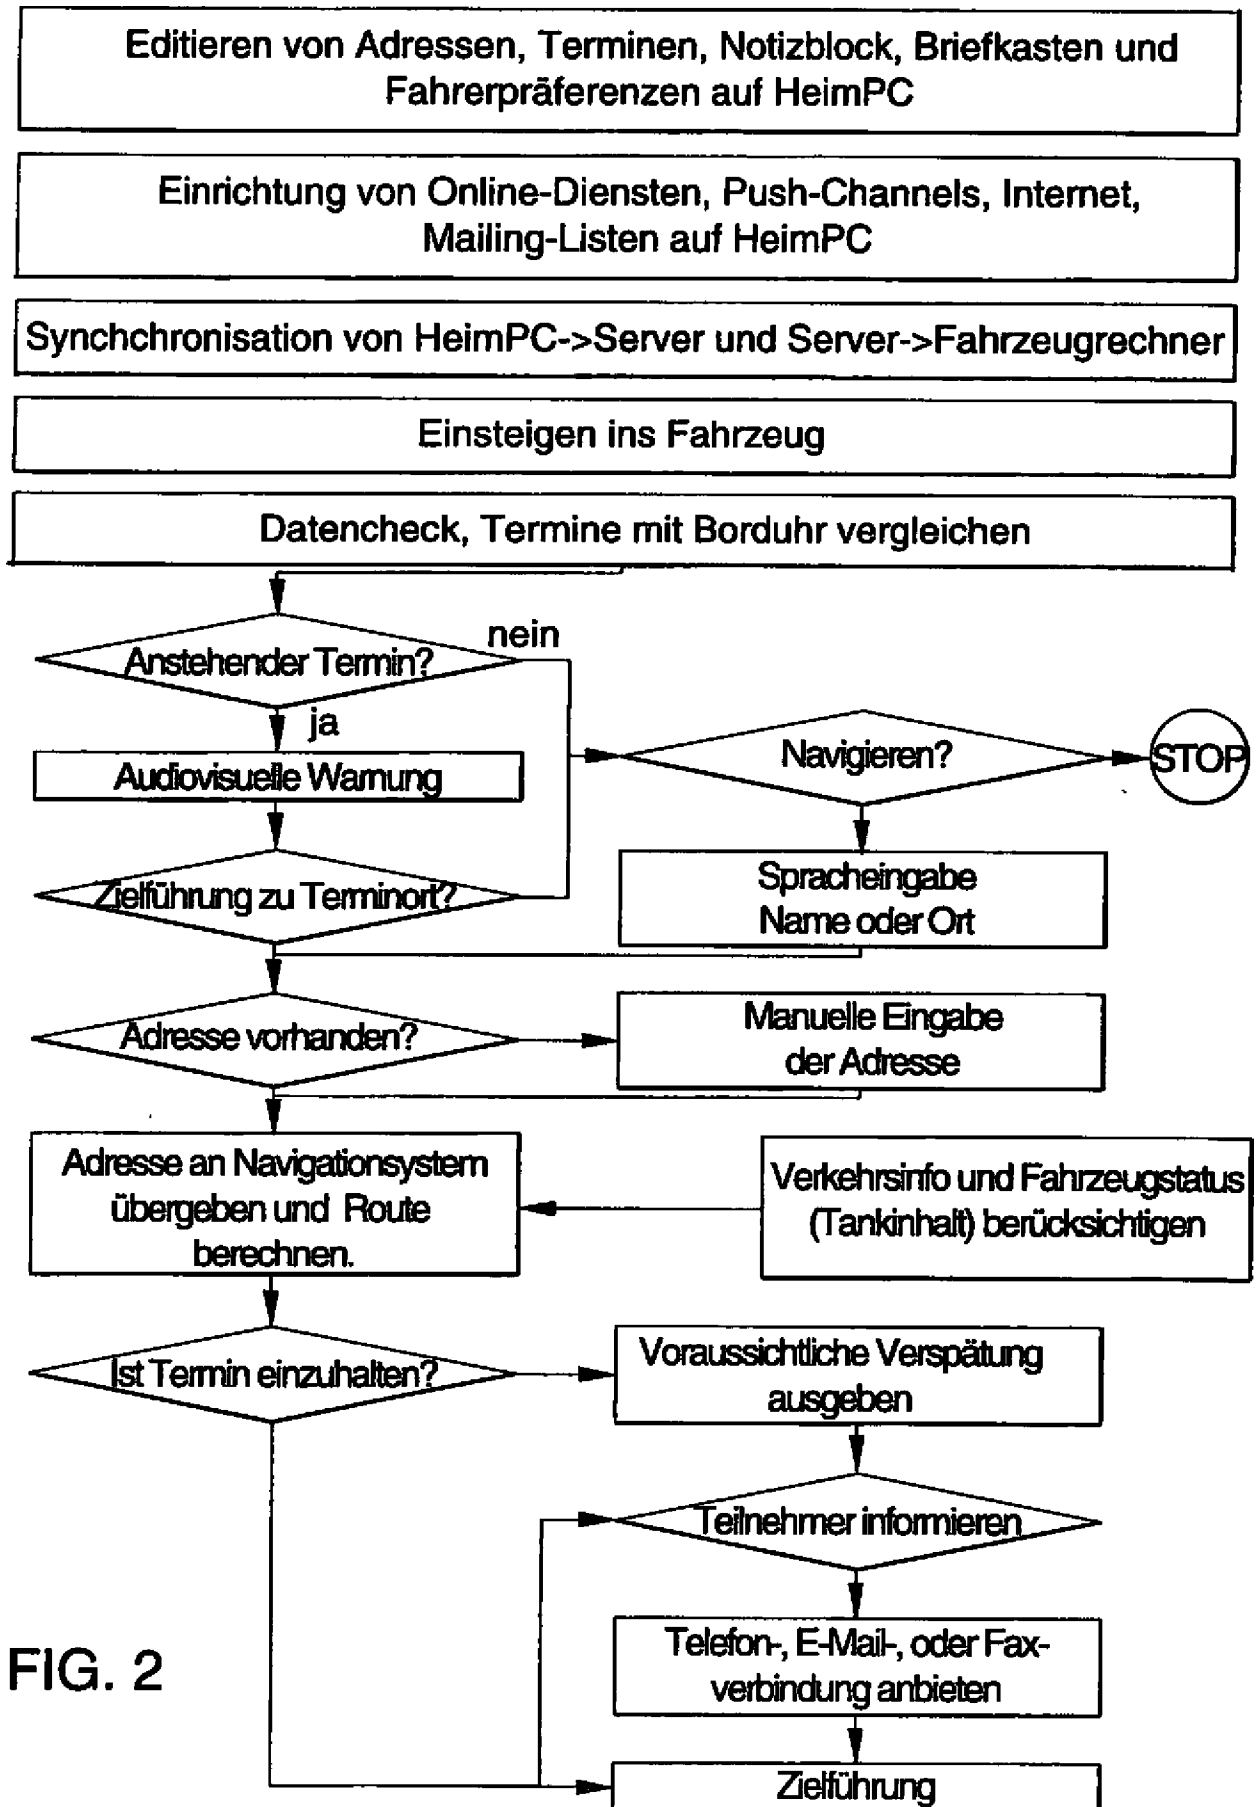 Editieren von Adressen, Terminen, Notizblock, Briefkasten und
Fahrerpräferenzen auf HeimPC
Einrichtung von Online-Diensten, Push-Channels, Internet,
Mailing-Listen auf HeimPC
Synchchronisation von HeimPC->Server und Server->Fahrzeugrechner
Einsteigen ins Fahrzeug
Datencheck, Termine mit Borduhr vergleichen
nein
Anstehender Termin?
ja
Navigieren?
STOP
Audiovisuelle Warnung
Zielführung zu Terminort?
Spracheingabe
Name oder Ort
Adresse vorhanden?
Manuelle Eingabe
der Adresse
Adresse an Navigationsystem
übergeben und Route
berechnen.
Verkehrsinfo und Fahrzeugstatus
(Tankinhalt) berücksichtigen
Ist Termin einzuhalten?
Voraussichtliche Verspätung
ausgeben
Teilnehmer informieren
Telefon-, E-Mail-, oder Fax-
verbindung anbieten
FIG. 2
Zielführung